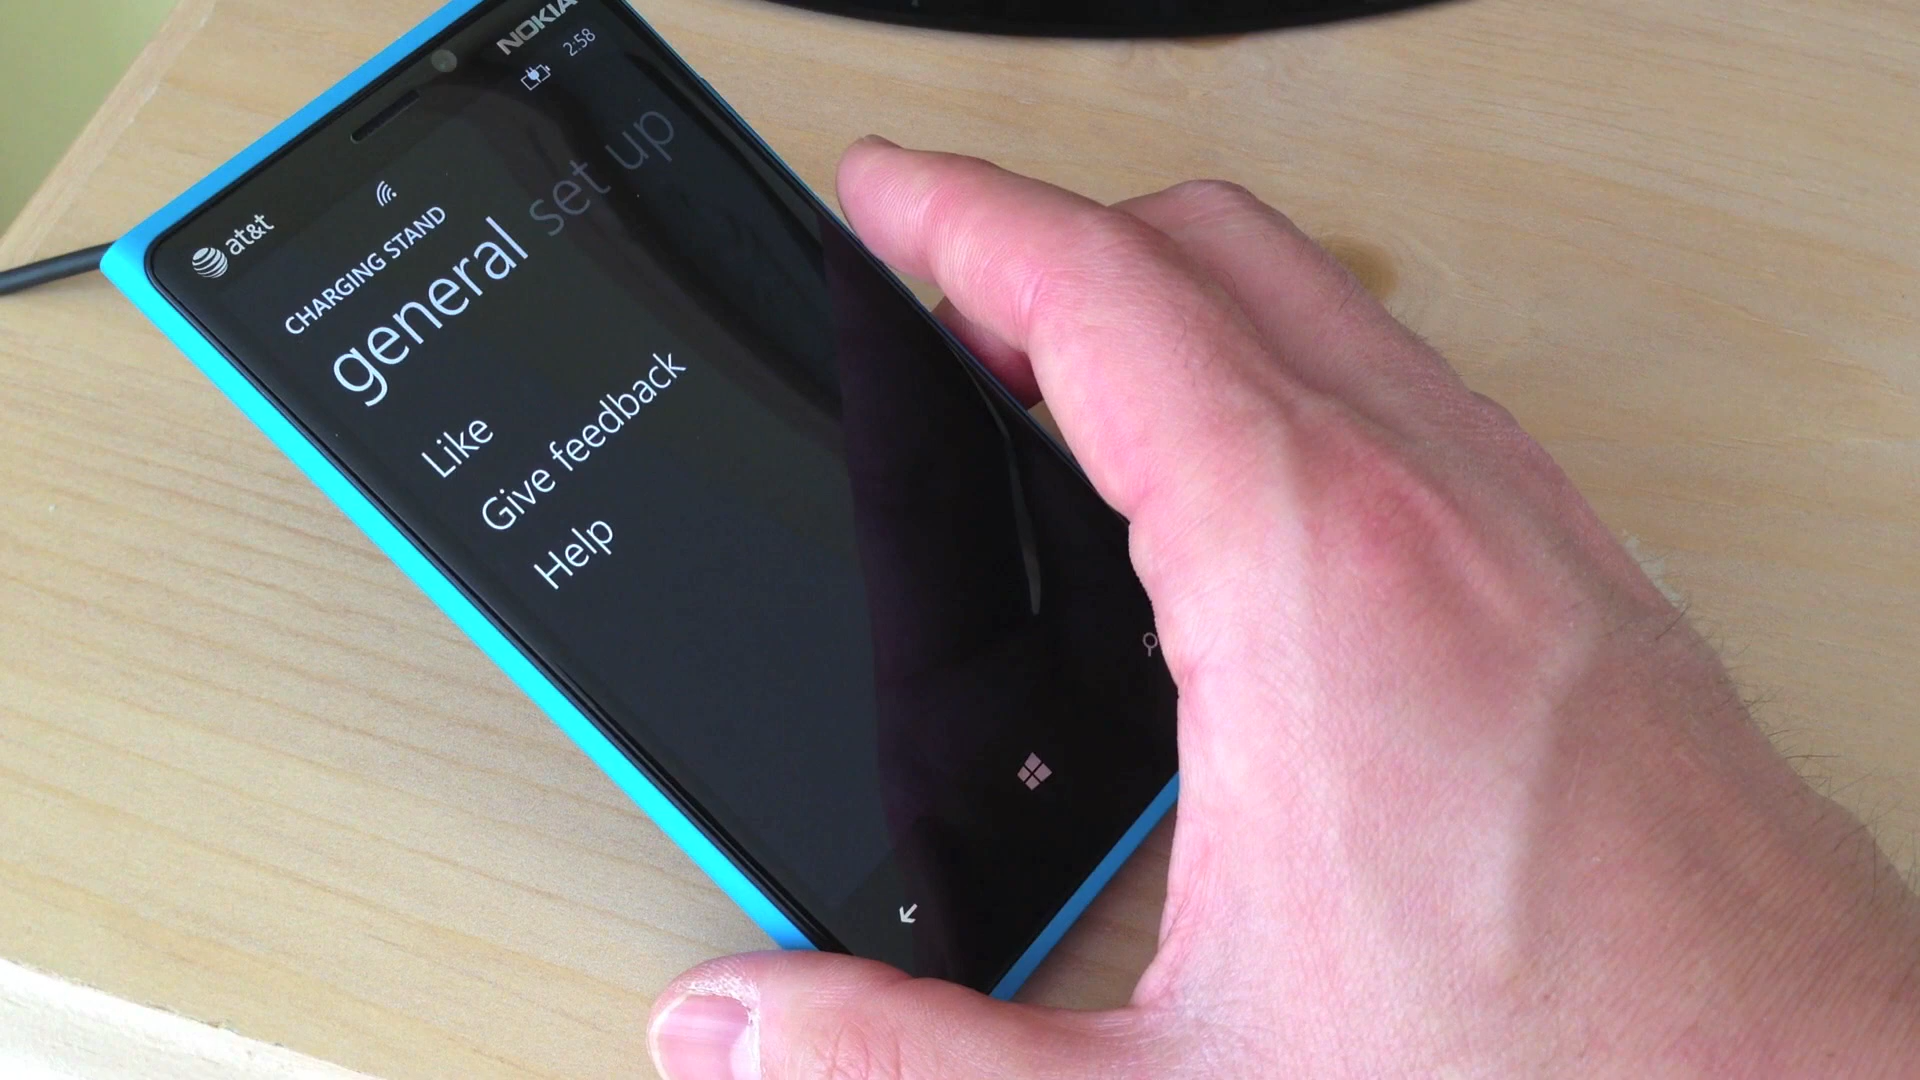 NOKIA
2:58
at&t
CHARGING STAND
general set up
Like
Give feedback
Help